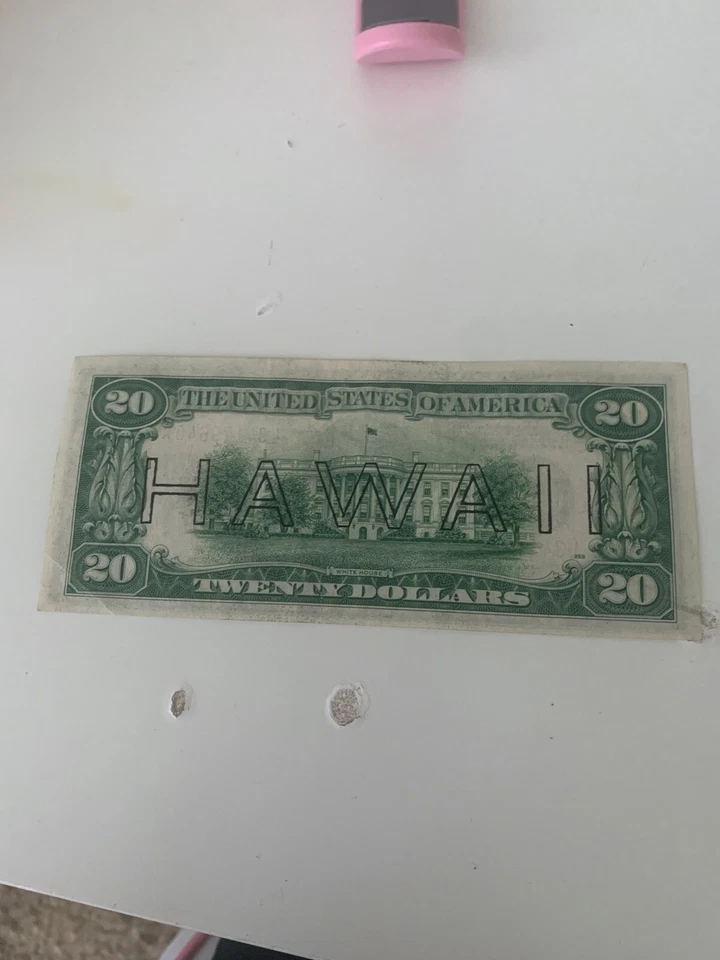 20 THE UNITED STATES OF AMERICA 20
HAWAII
WHITE HOUSE
20 TWENTY DOLLARS 20